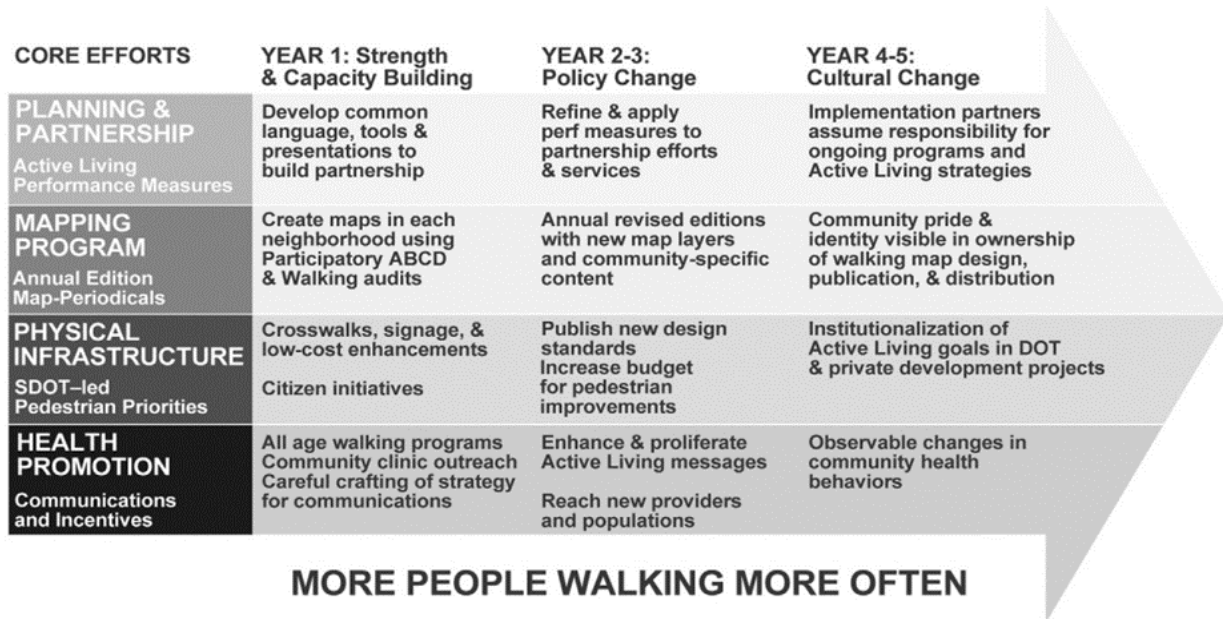 CORE EFFORTS
YEAR 1: Strength
& Capacity Building
YEAR 2-3:
Policy Change
YEAR 4-5:
Cultural Change
PLANNING &
PARTNERSHIP
Active Living
Performance Measures
Develop common
language, tools &
presentations to
build partnership
Refine & apply
perf measures to
partnership efforts
& services
Implementation partners
assume responsibility for
ongoing programs and
Active Living strategies
MAPPING
PROGRAM
Annual Edition
Map-Periodicals
Create maps in each
neighborhood using
Participatory ABCD
& Walking audits
Annual revised editions
with new map layers
and community-specific
content
Community pride &
identity visible in ownership
of walking map design,
publication, & distribution
PHYSICAL
INFRASTRUCTURE
SDOT–led
Pedestrian Priorities
Crosswalks, signage, &
low-cost enhancements
Citizen initiatives
Publish new design
standards
Increase budget
for pedestrian
improvements
Institutionalization of
Active Living goals in DOT
& private development projects
HEALTH
PROMOTION
Communications
and Incentives
All age walking programs
Community clinic outreach
Careful crafting of strategy
for communications
Enhance & proliferate
Active Living messages
Reach new providers
and populations
Observable changes in
community health
behaviors
MORE PEOPLE WALKING MORE OFTEN